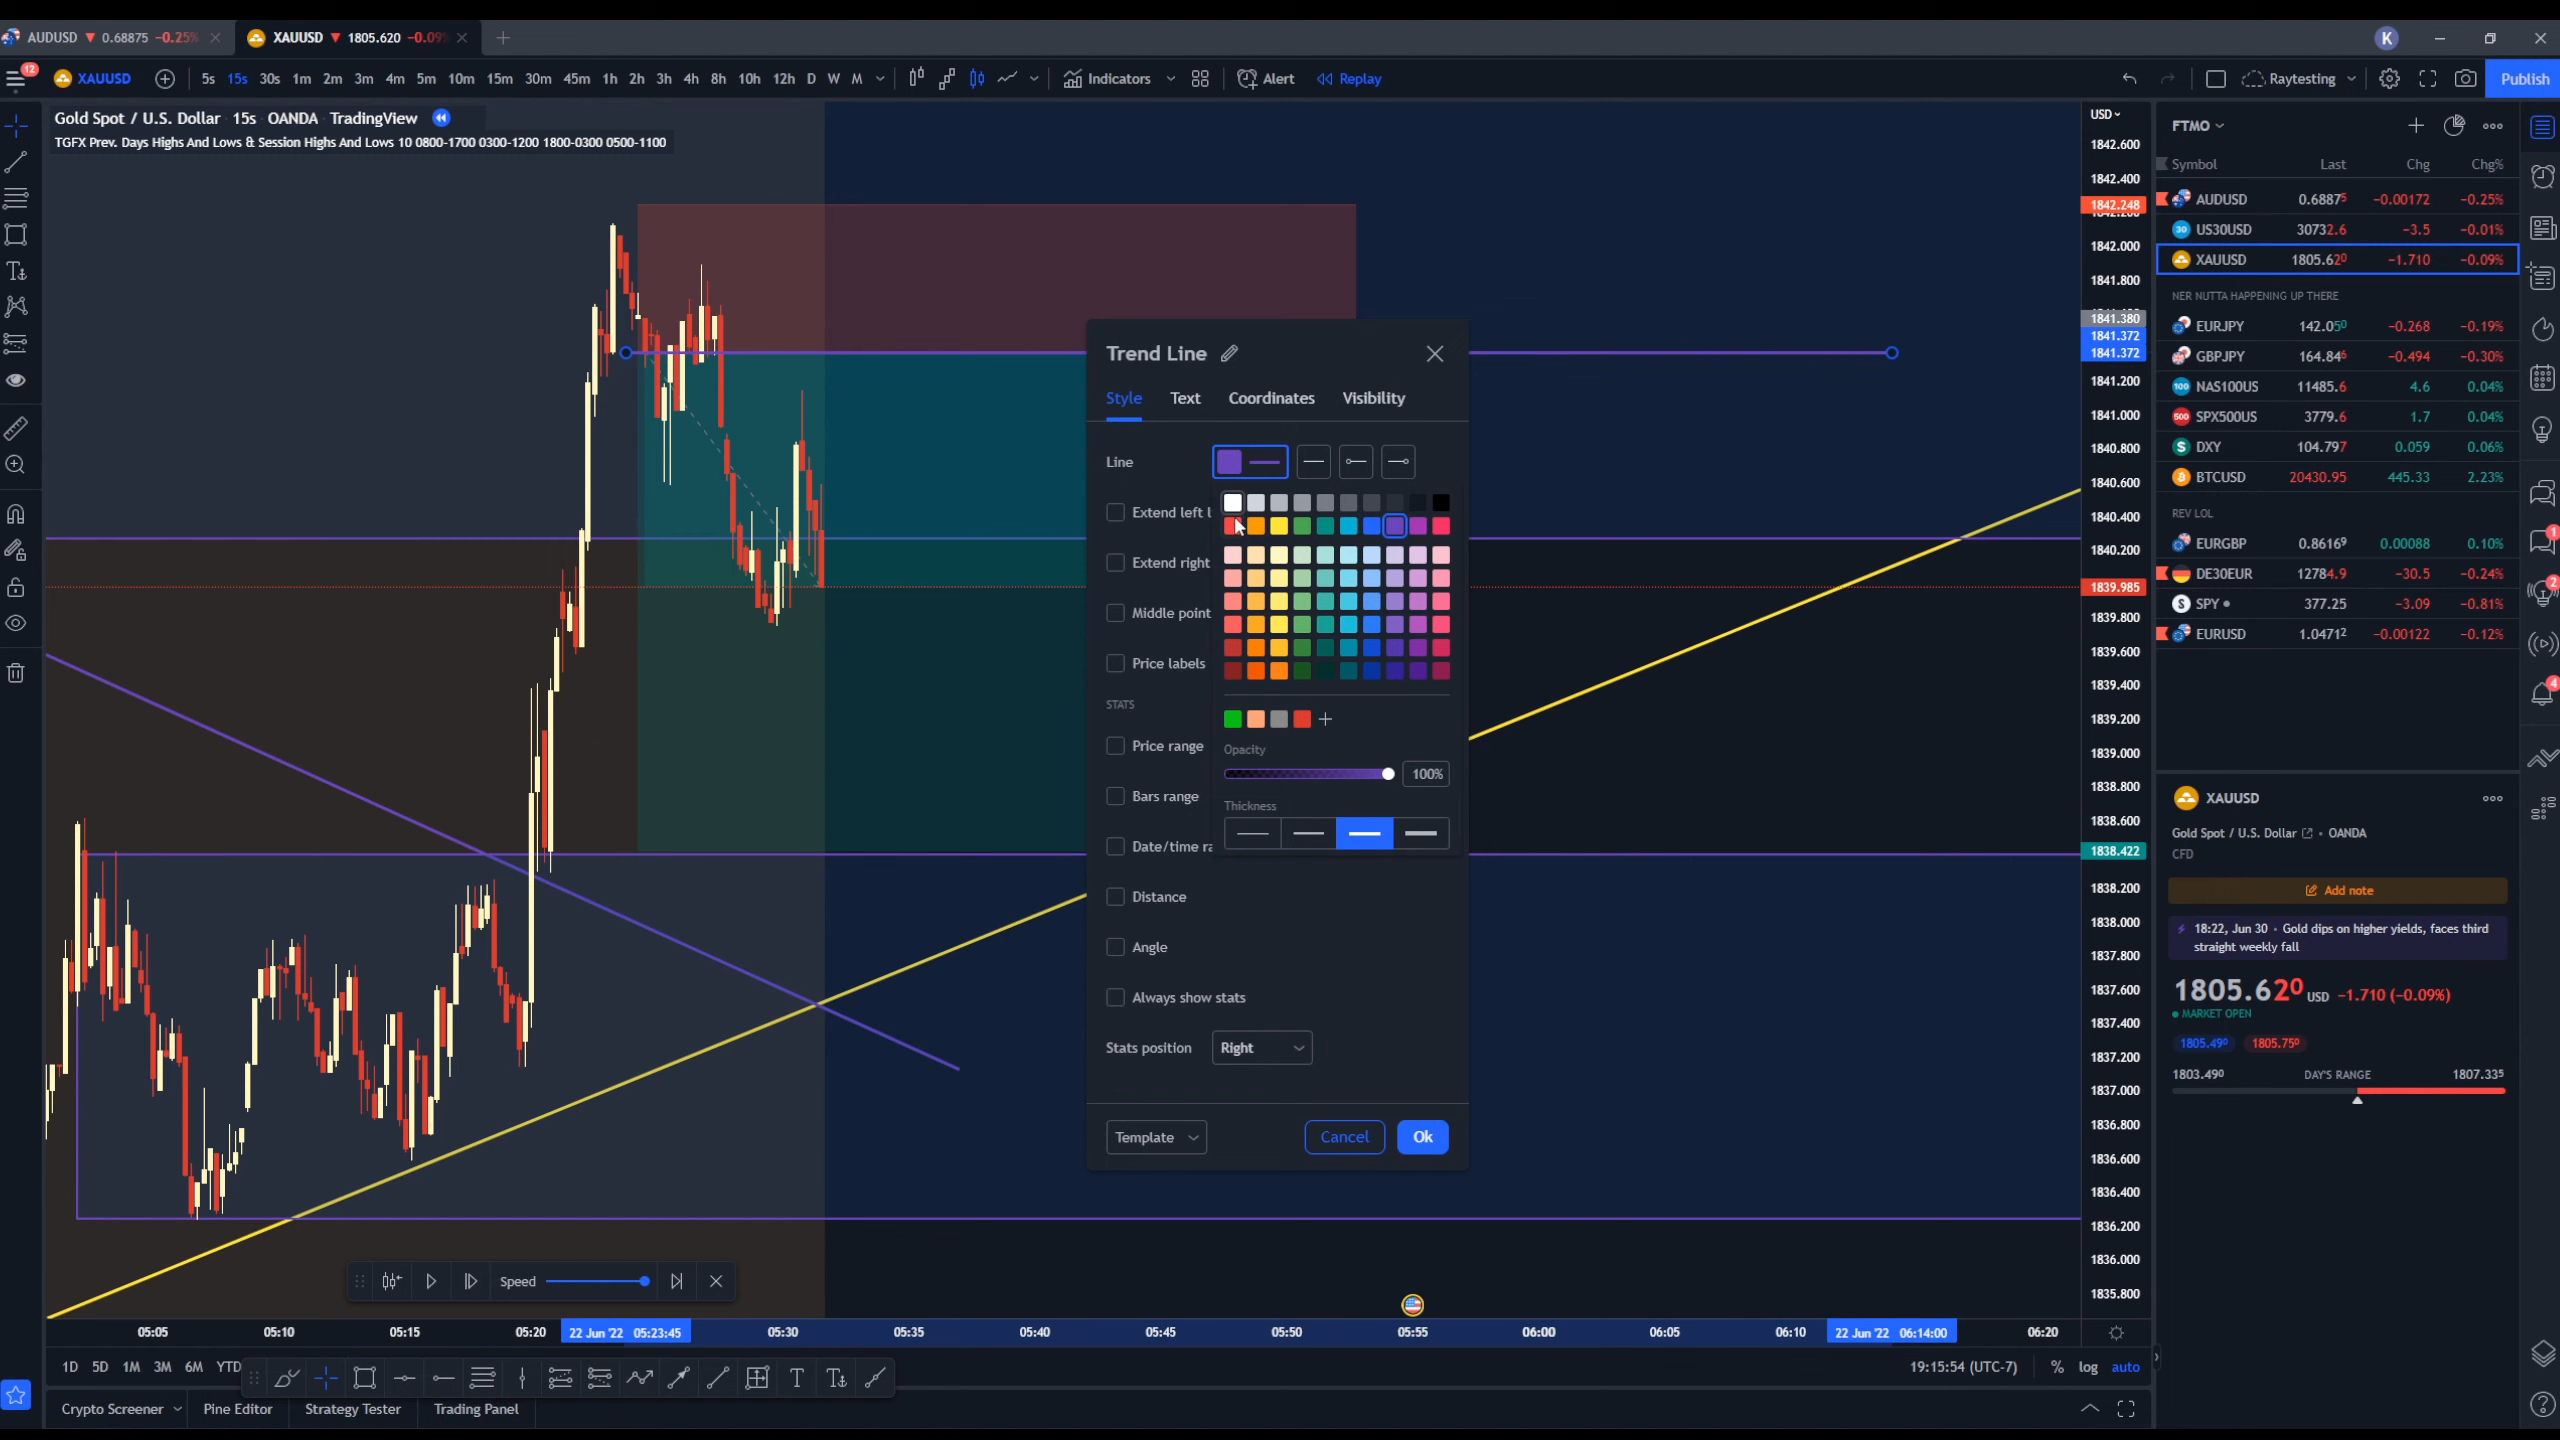 AUDUSD ▼ 0.68875 −0.25%
XAUUSD ▼ 1805.620 −0.09%
K
12
XAUUSD 5s 15s 30s 1m 2m 3m 4m 5m 10m 15m 30m 45m 1h 2h 3h 4h 8h 10h 12h D W M Indicators Alert Replay Raytesting Publish
Gold Spot / U.S. Dollar 15s OANDA TradingView
TGFX Prev. Days Highs And Lows & Session Highs And Lows 10 0800-1700 0300-1200 1800-0300 0500-1100
USD
1842.600
1842.400
1842.248
1842.000
1841.800
1841.380
1841.372
1841.372
1841.200
1841.000
1840.800
1840.600
1840.400
1840.200
1839.985
1839.800
1839.600
1839.400
1839.200
1839.000
1838.800
1838.600
1838.422
1838.200
1838.000
1837.800
1837.600
1837.400
1837.200
1837.000
1836.800
1836.600
1836.400
1836.200
1836.000
1835.800
Trend Line
Style Text Coordinates Visibility
Line
Extend left l
Extend right
Middle point
Price labels
STATS
Price range
Bars range
Date/time ra
Distance
Angle
Always show stats
Stats position Right
Opacity
100%
Thickness
Template Cancel Ok
Speed
05:05 05:10 05:15 05:20 22 Jun '22 05:23:45 05:30 05:35 05:40 05:45 05:50 05:55 06:00 06:05 06:10 22 Jun '22 06:14:00 06:20
1D 5D 1M 3M 6M YTD
19:15:54 (UTC-7) % log auto
Crypto Screener Pine Editor Strategy Tester Trading Panel
FTMO
Symbol Last Chg Chg%
AUDUSD 0.68875 −0.00172 −0.25%
US30USD 30732.6 −3.5 −0.01%
XAUUSD 1805.620 −1.710 −0.09%
NER NUTTA HAPPENING UP THERE
EURJPY 142.050 −0.268 −0.19%
GBPJPY 164.846 −0.494 −0.30%
NAS100US 11485.6 4.6 0.04%
SPX500US 3779.6 1.7 0.04%
DXY 104.797 0.059 0.06%
BTCUSD 20430.95 445.33 2.23%
REV LOL
EURGBP 0.86169 0.00088 0.10%
DE30EUR 12784.9 −30.5 −0.24%
SPY 377.25 −3.09 −0.81%
EURUSD 1.04712 −0.00122 −0.12%
XAUUSD
Gold Spot / U.S. Dollar • OANDA
CFD
Add note
18:22, Jun 30 • Gold dips on higher yields, faces third
straight weekly fall
1805.620 USD −1.710 (−0.09%)
MARKET OPEN
1805.490 1805.750
1803.490 DAY'S RANGE 1807.335
1
2
4